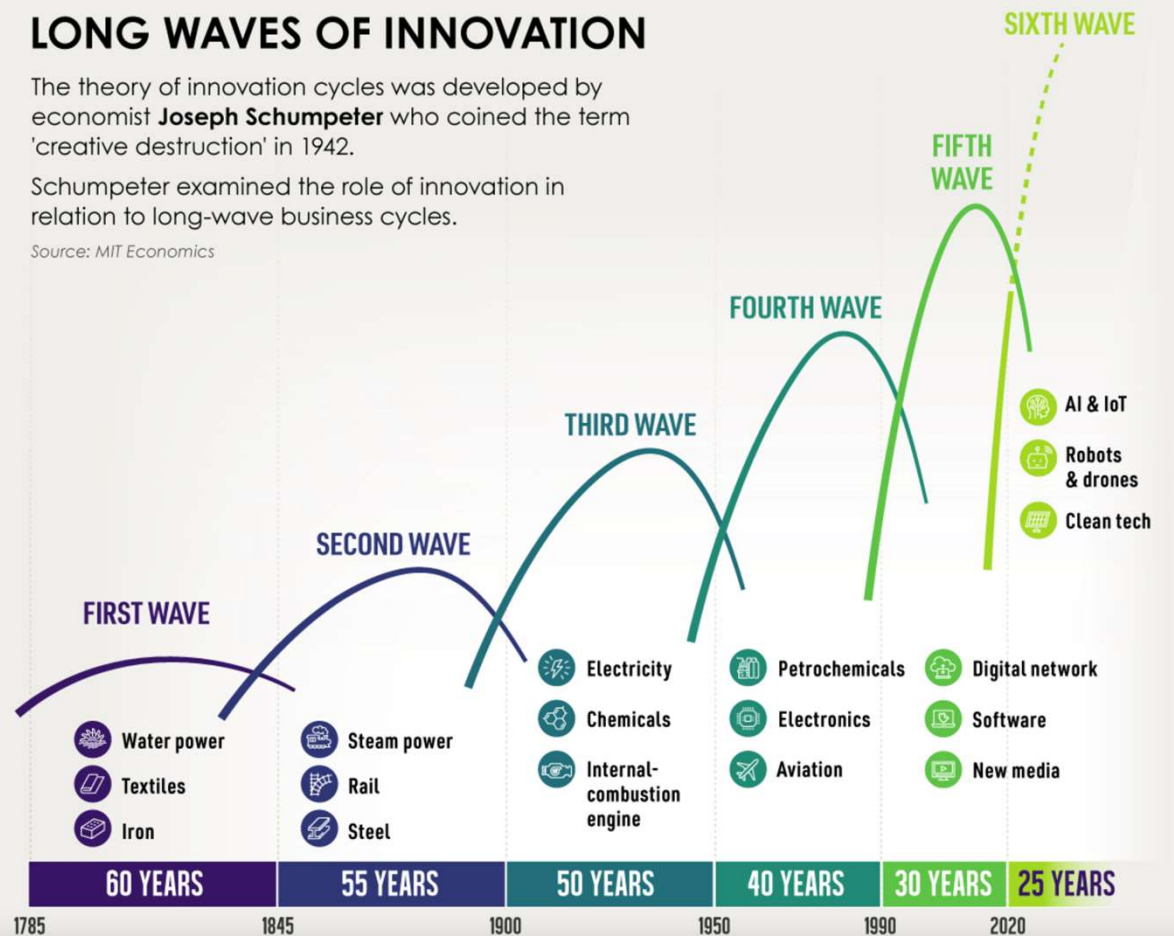 LONG WAVES OF INNOVATION
The theory of innovation cycles was developed by
economist Joseph Schumpeter who coined the term
'creative destruction' in 1942.
Schumpeter examined the role of innovation in
relation to long-wave business cycles.
Source: MIT Economics
FIRST WAVE
SECOND WAVE
THIRD WAVE
FOURTH WAVE
FIFTH
WAVE
SIXTH WAVE
Water power
Textiles
Iron
Steam power
Rail
Steel
Electricity
Chemicals
Internal-
combustion
engine
Petrochemicals
Electronics
Aviation
Digital network
Software
New media
AI & IoT
Robots
& drones
Clean tech
60 YEARS
55 YEARS
50 YEARS
40 YEARS
30 YEARS
25 YEARS
1785
1845
1900
1950
1990
2020